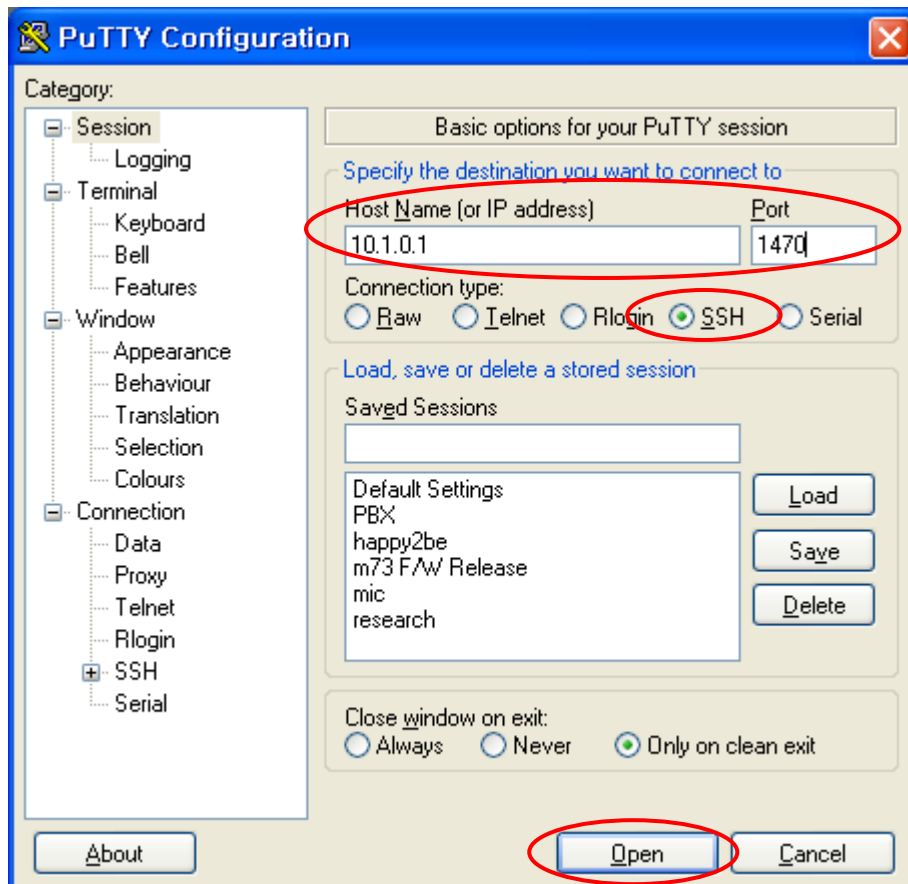 PuTTY Configuration
Category:
Session
Logging
Terminal
Keyboard
Bell
Features
Window
Appearance
Behaviour
Translation
Selection
Colours
Connection
Data
Proxy
Telnet
Rlogin
SSH
Serial
Basic options for your PuTTY session
Specify the destination you want to connect to
Host Name (or IP address) Port
10.1.0.1 1470
Connection type:
Raw Telnet Rlogin SSH Serial
Load, save or delete a stored session
Saved Sessions
Default Settings
PBX
happy2be
m73 F/W Release
mic
research
Load
Save
Delete
Close window on exit:
Always Never Only on clean exit
About Open Cancel